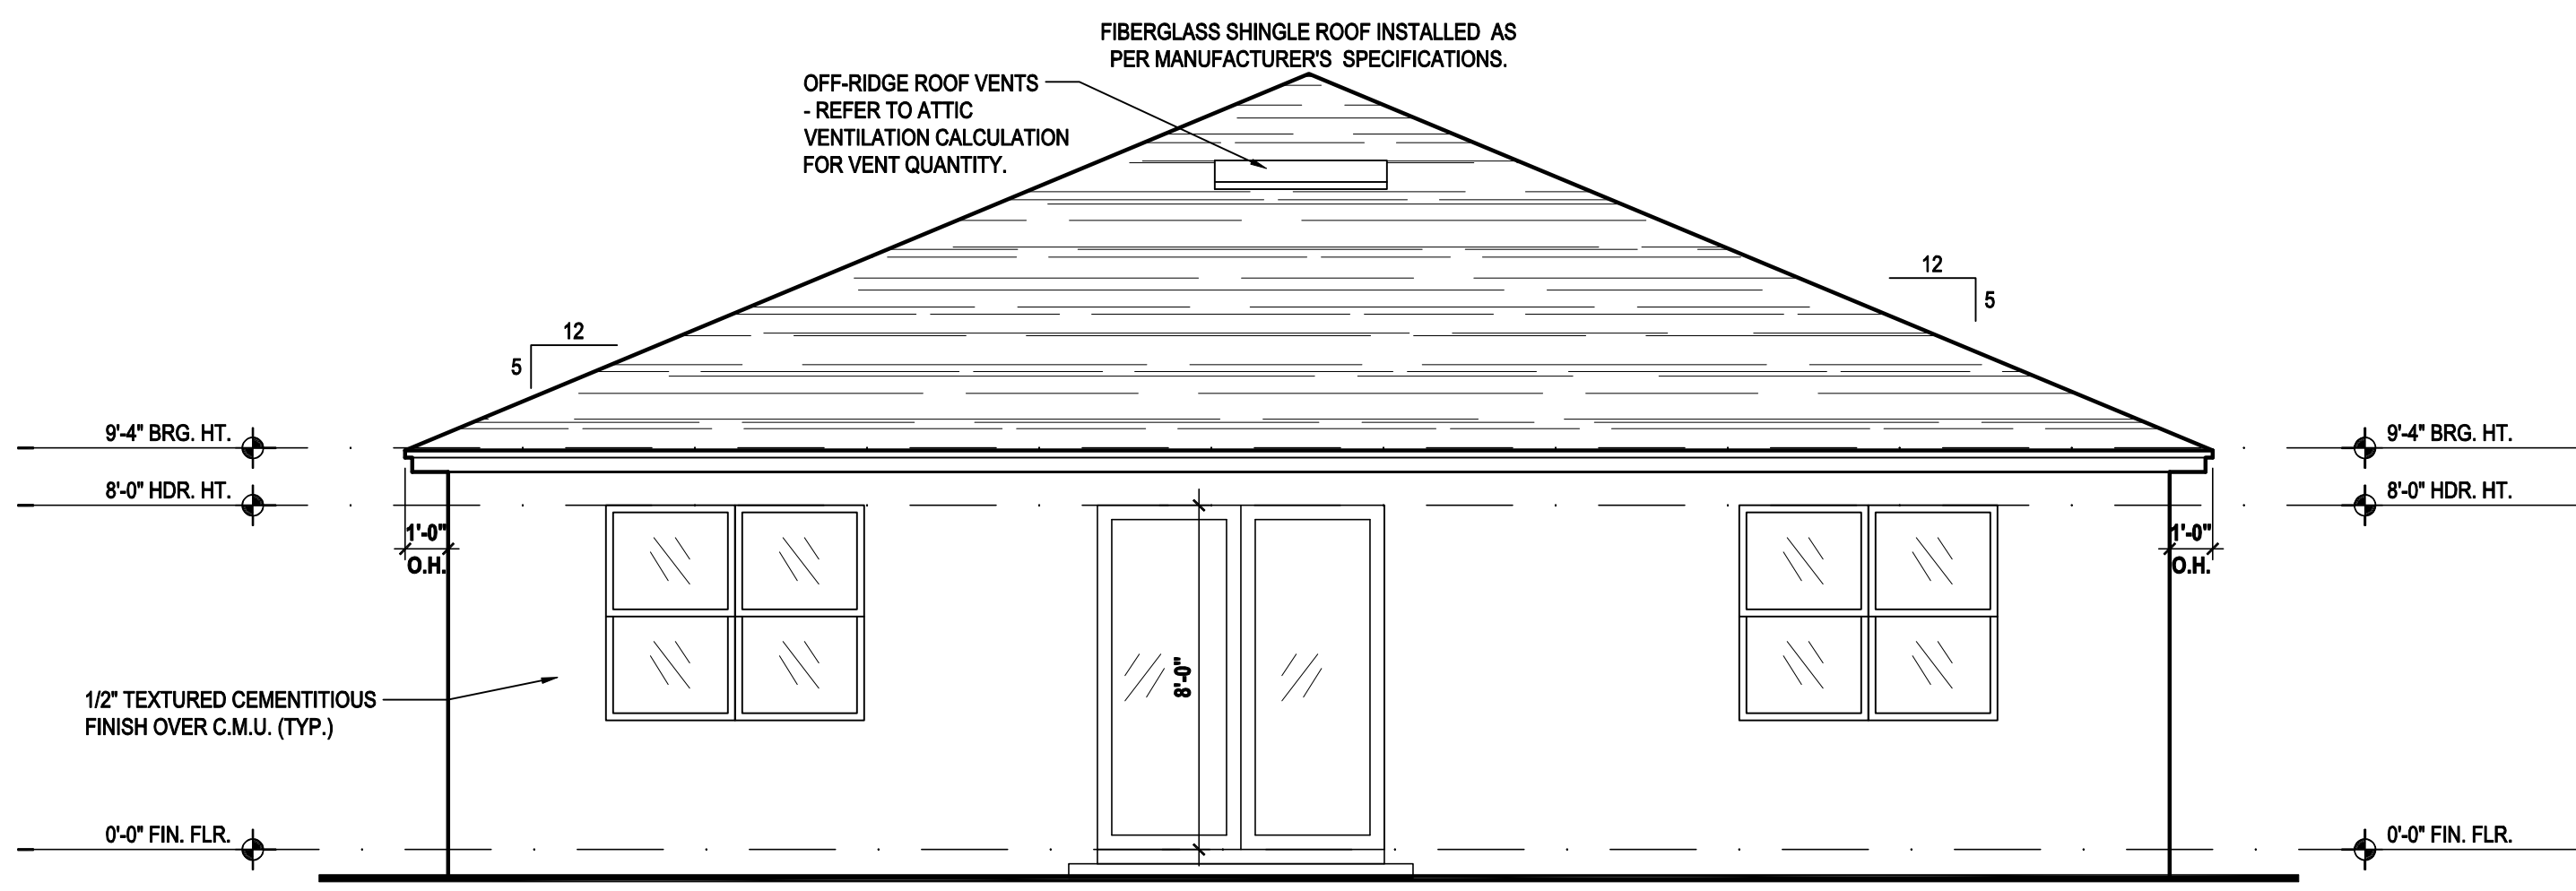 FIBERGLASS SHINGLE ROOF INSTALLED AS
PER MANUFACTURER'S SPECIFICATIONS.
OFF-RIDGE ROOF VENTS
- REFER TO ATTIC
VENTILATION CALCULATION
FOR VENT QUANTITY.
12
5
12
5
9'-4" BRG. HT.
9'-4" BRG. HT.
8'-0" HDR. HT.
8'-0" HDR. HT.
1'-0"
O.H.
1'-0"
O.H.
8'-0"
1/2" TEXTURED CEMENTITIOUS
FINISH OVER C.M.U. (TYP.)
0'-0" FIN. FLR.
0'-0" FIN. FLR.